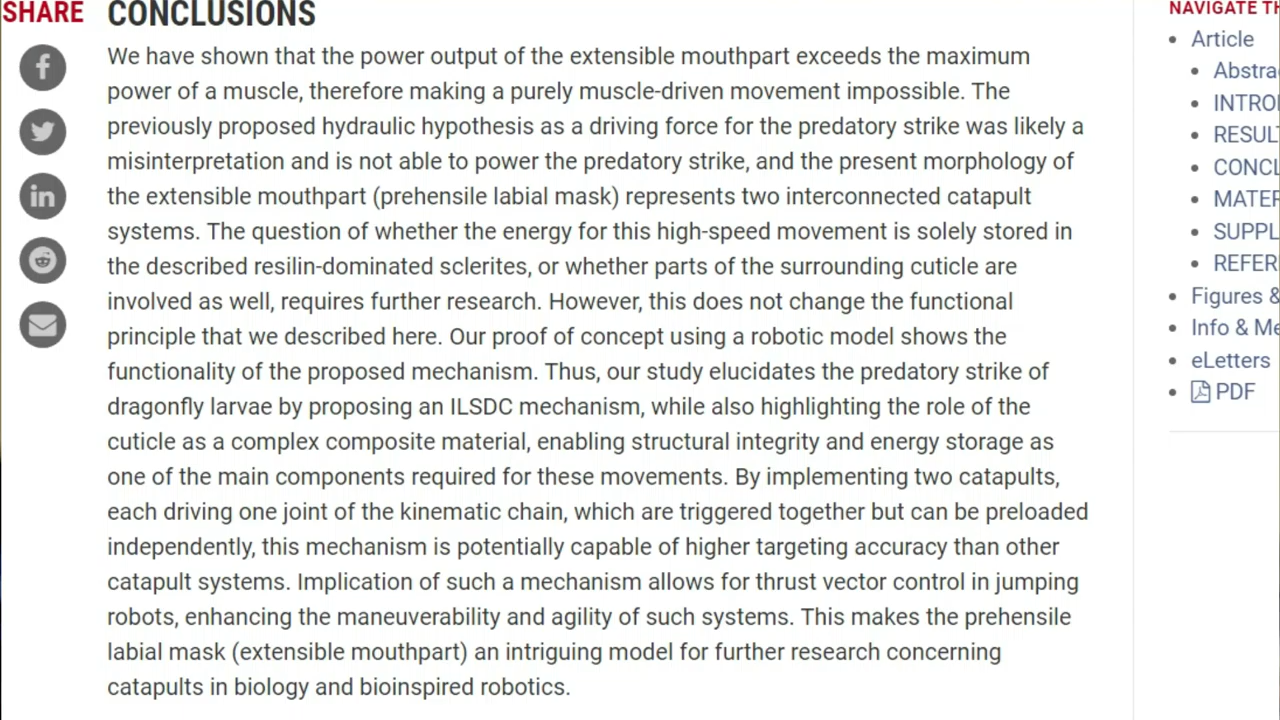 SHARE
CONCLUSIONS
We have shown that the power output of the extensible mouthpart exceeds the maximum
power of a muscle, therefore making a purely muscle-driven movement impossible. The
previously proposed hydraulic hypothesis as a driving force for the predatory strike was likely a
misinterpretation and is not able to power the predatory strike, and the present morphology of
the extensible mouthpart (prehensile labial mask) represents two interconnected catapult
systems. The question of whether the energy for this high-speed movement is solely stored in
the described resilin-dominated sclerites, or whether parts of the surrounding cuticle are
involved as well, requires further research. However, this does not change the functional
principle that we described here. Our proof of concept using a robotic model shows the
functionality of the proposed mechanism. Thus, our study elucidates the predatory strike of
dragonfly larvae by proposing an ILSDC mechanism, while also highlighting the role of the
cuticle as a complex composite material, enabling structural integrity and energy storage as
one of the main components required for these movements. By implementing two catapults,
each driving one joint of the kinematic chain, which are triggered together but can be preloaded
independently, this mechanism is potentially capable of higher targeting accuracy than other
catapult systems. Implication of such a mechanism allows for thrust vector control in jumping
robots, enhancing the maneuverability and agility of such systems. This makes the prehensile
labial mask (extensible mouthpart) an intriguing model for further research concerning
catapults in biology and bioinspired robotics.
NAVIGATE TH
Article
Abstra
INTRO
RESUL
CONCL
MATER
SUPPL
REFER
Figures &
Info & Me
eLetters
PDF